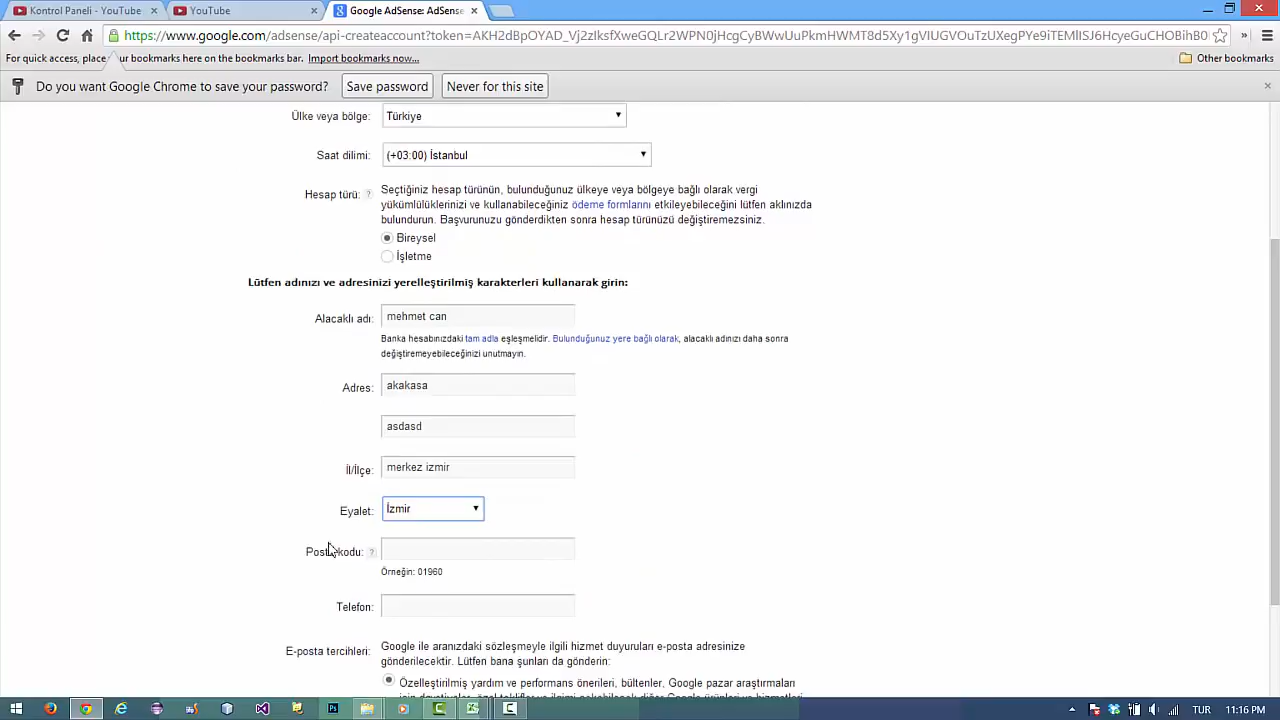 Kontrol Paneli - YouTube
YouTube
Google AdSense: AdSense
https://www.google.com/adsense/api-createaccount?token=
For quick access, place
ur bookmarks here on the bookmarks bar. Import bookmarks now...
Other bookmarks
Do you want Google Chrome to save your password?
Save password
Never for this site
Ülke veya bölge:
Türkiye
Saat dilimi:
(+03:00) İstanbul
Hesap türü: ?
Seçtiğiniz hesap türünün, bulunduğunuz ülkeye veya bölgeye bağlı olarak vergi
yükümlülüklerinizi ve kullanabileceğiniz ödeme formlarını etkileyebileceğini lütfen aklınızda
bulundurun. Başvurunuzu gönderdikten sonra hesap türünüzü değiştiremezsiniz.
Bireysel
İşletme
Lütfen adınızı ve adresinizi yerelleştirilmiş karakterleri kullanarak girin:
Alacaklı adı:
mehmet can
Banka hesabınızdaki tam adla eşleşmelidir. Bulunduğunuz yere bağlı olarak, alacaklı adınızı daha sonra
değiştiremeyebileceğinizi unutmayın.
Adres:
akakasa
asdasd
İl/İlçe:
merkez izmir
Eyalet:
İzmir
Posta kodu: ?
Örneğin: 01960
Telefon:
E-posta tercihleri:
Google ile aranızdaki sözleşmeyle ilgili hizmet duyuruları e-posta adresinize
gönderilecektir. Lütfen bana şunları da gönderin:
Özelleştirilmiş yardım ve performans önerileri, bültenler, Google pazar araştırmaları
TUR
11:16 PM